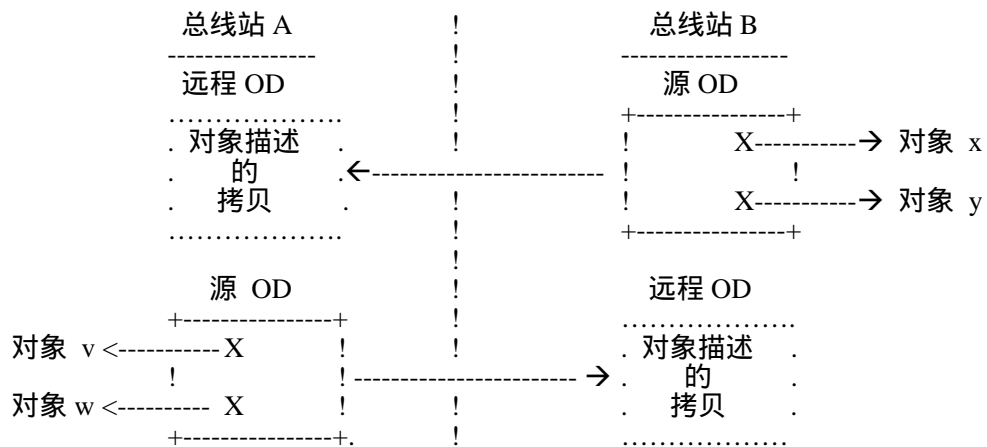 总线站 A ! 总线站 B
---------------- ! ------------------
远程 OD ! 源 OD
………………. ! +----------------+
. 对象描述 . ! ! X-----------→ 对象 x
. 的 .←------------------------- ! !
. 拷贝 . ! ! X-----------→ 对象 y
………………. ! +----------------+
源 OD ! 远程 OD
+----------------+ ! ……………….
对象 v <----------- X ! ! . 对象描述 .
! ! ------------------------ → . 的 .
对象 w <---------- X ! ! . 拷贝 .
+----------------+. ! ………………